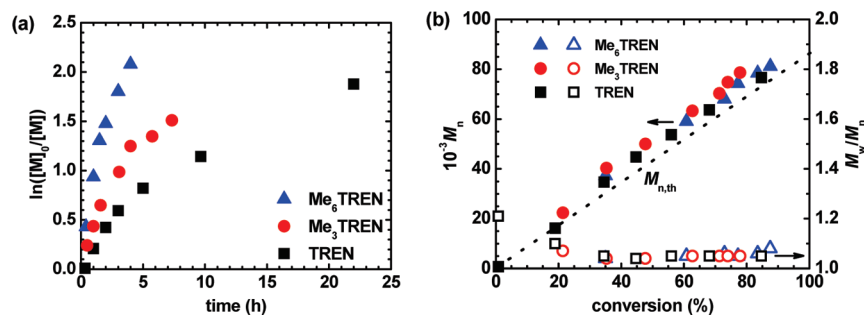 (a)
ln([M]₀/[M])
2.5
2.0
1.5
1.0
0.5
0.0
0 5 10 15 20 25
time (h)
Me₆TREN
Me₃TREN
TREN
(b)
10⁻³Mₙ
100
80
60
40
20
0
0 20 40 60 80 100
conversion (%)
Me₆TREN
Me₃TREN
TREN
Mₙ,ₜₕ
2.0
1.8
1.6
1.4
1.2
1.0
M_w/Mₙ